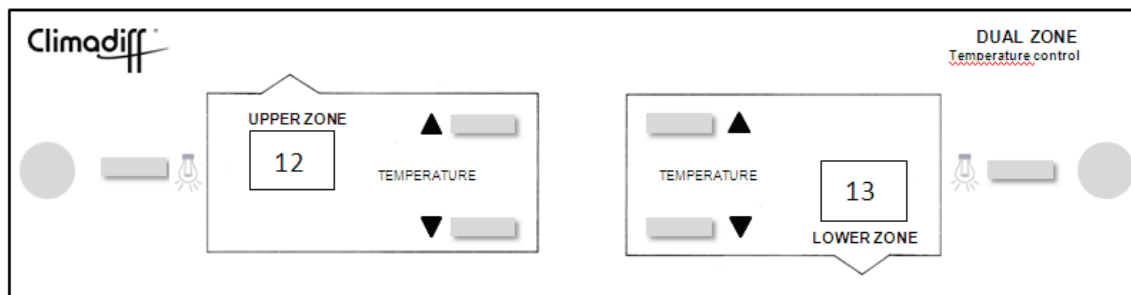 Climadiff
DUAL ZONE
Temperature control
UPPER ZONE
12
TEMPERATURE
TEMPERATURE
13
LOWER ZONE